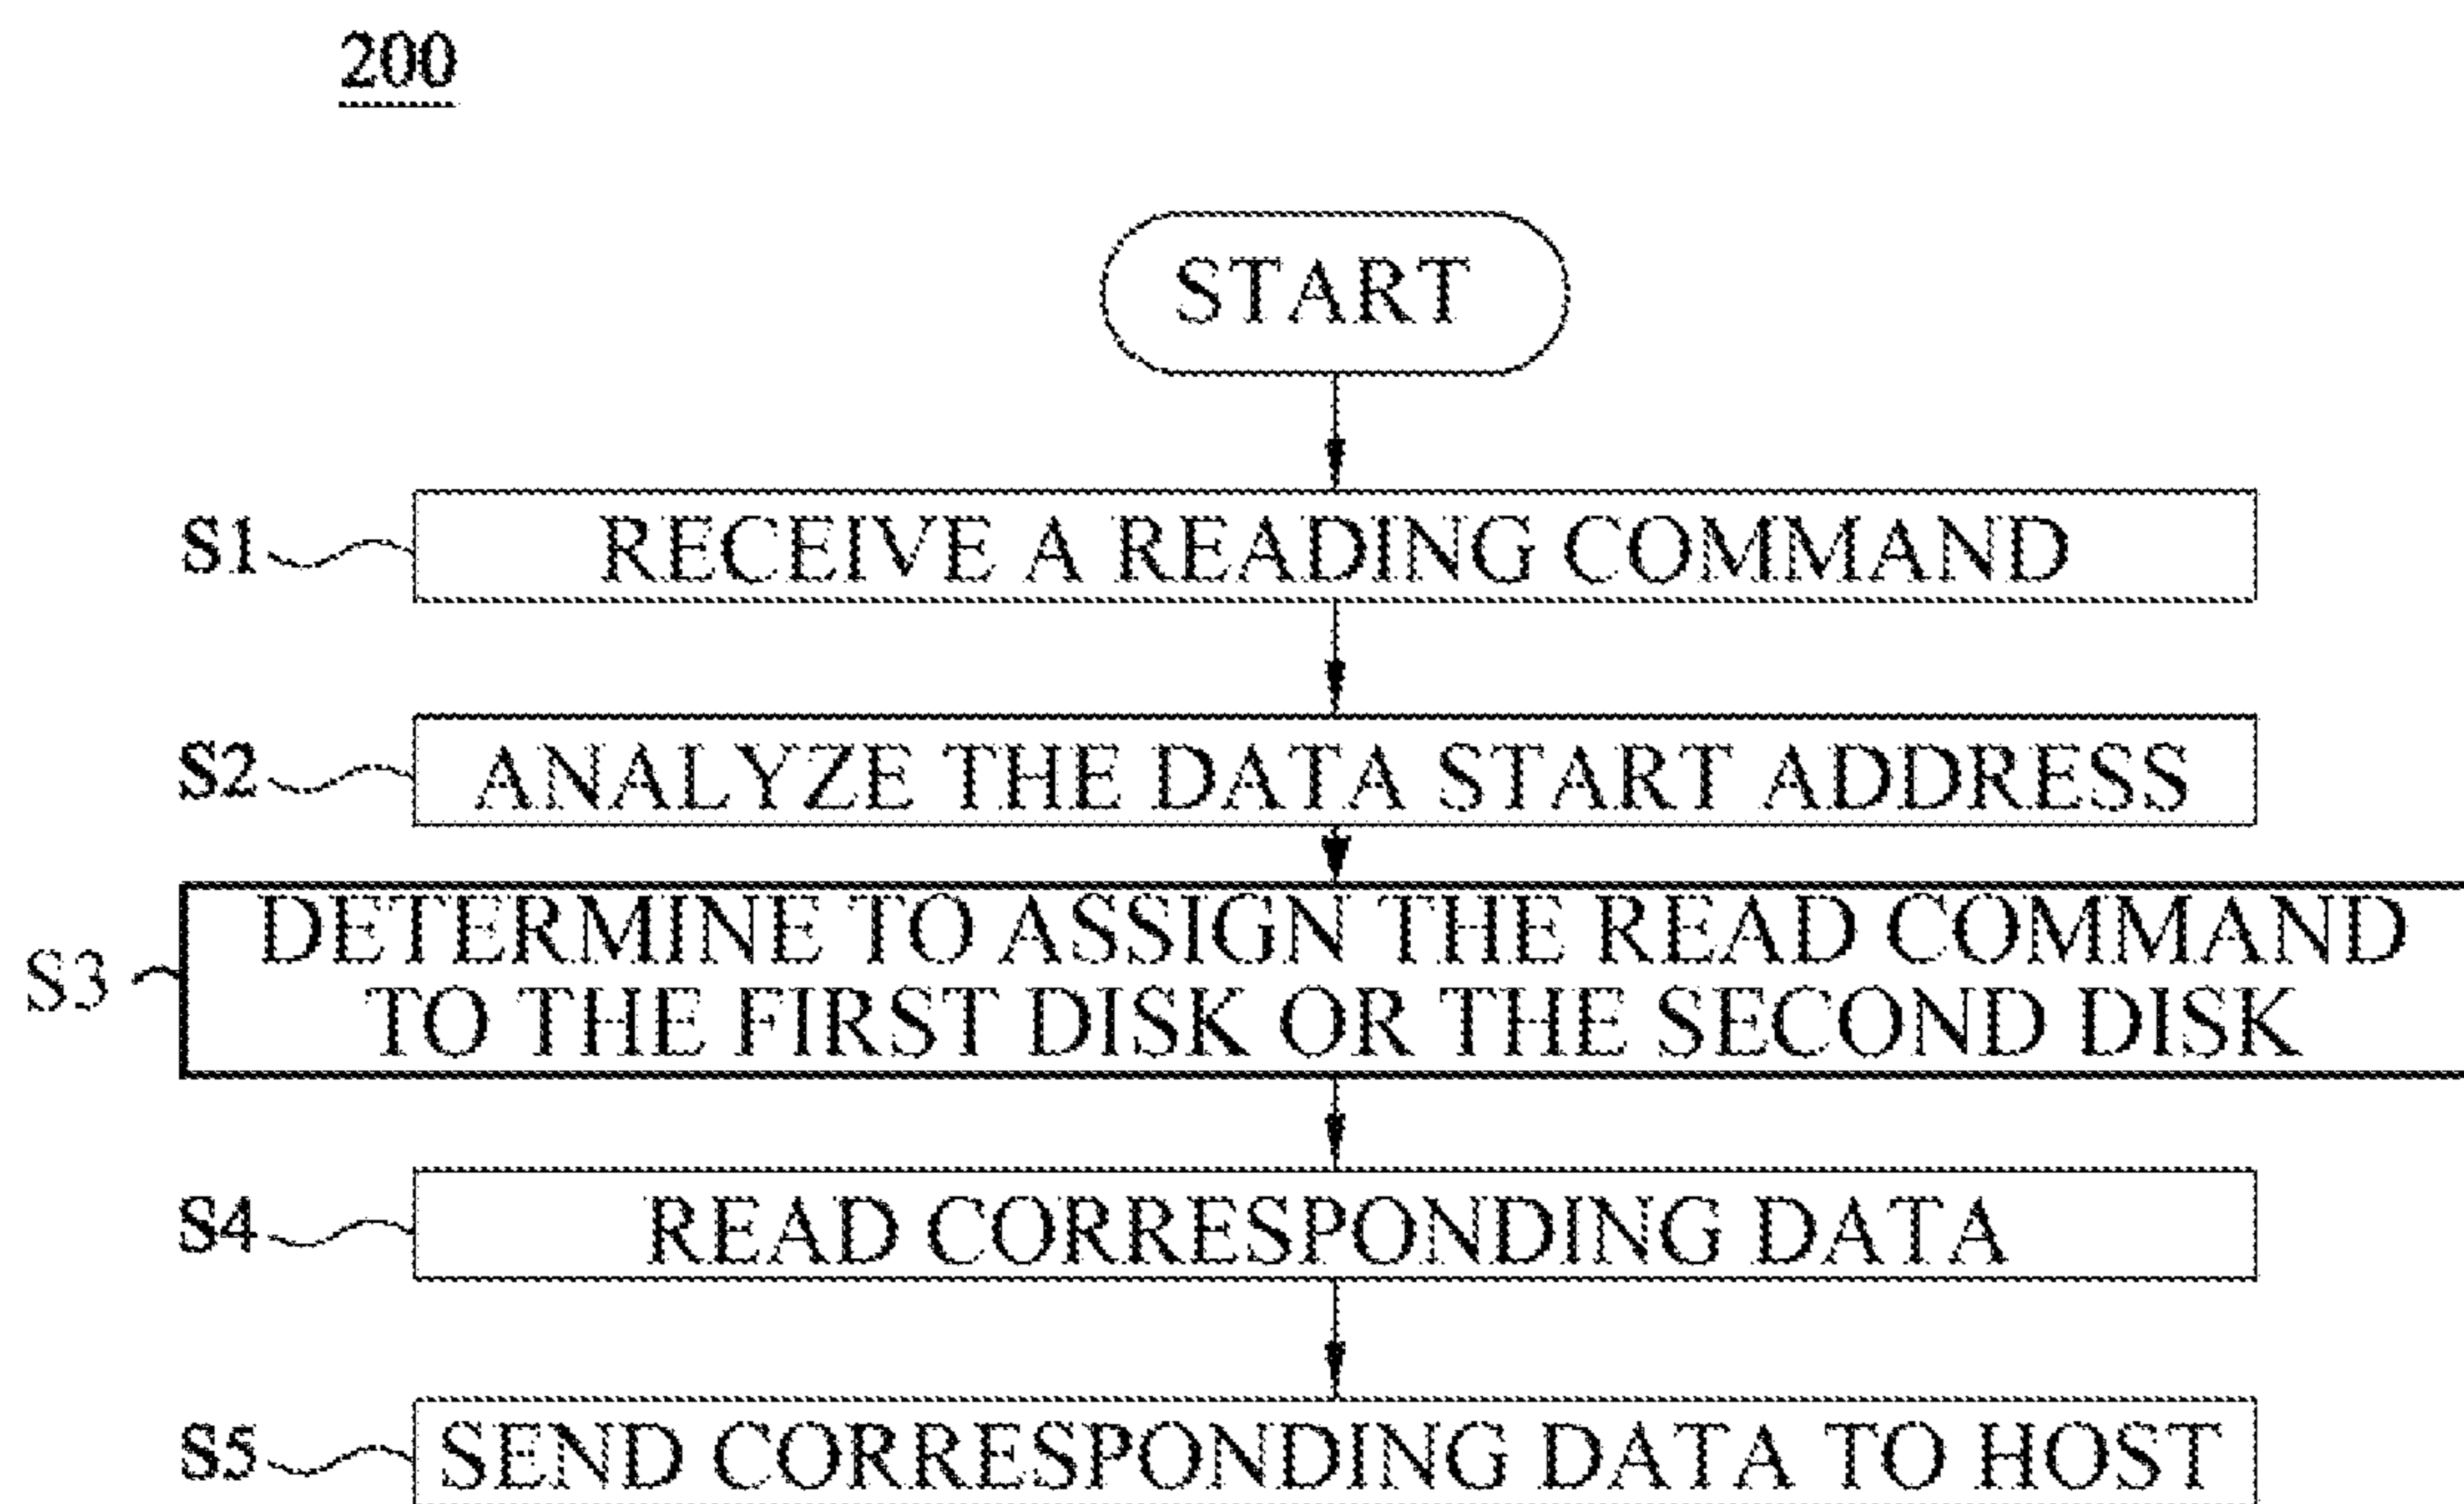 200
START
S1 RECEIVE A READING COMMAND
S2 ANALYZE THE DATA START ADDRESS
S3 DETERMINE TO ASSIGN THE READ COMMAND
TO THE FIRST DISK OR THE SECOND DISK
S4 READ CORRESPONDING DATA
S5 SEND CORRESPONDING DATA TO HOST